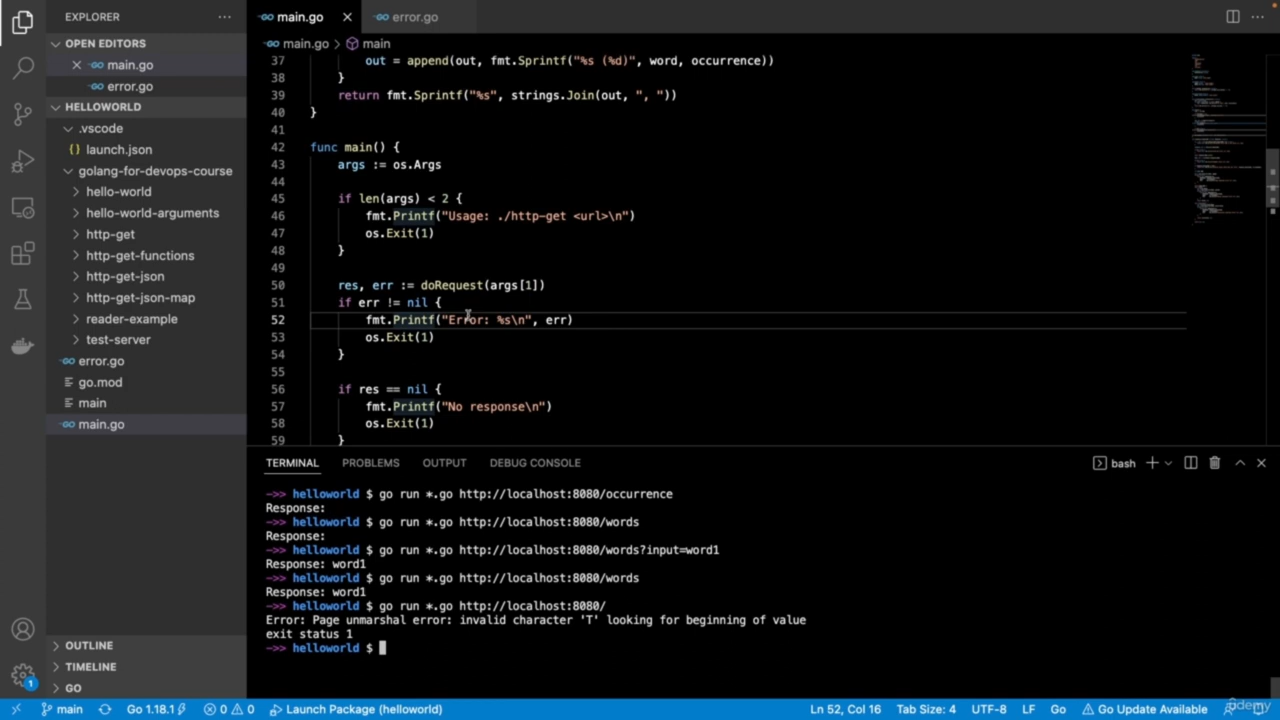 EXPLORER
OPEN EDITORS
main.go
error.go
HELLOWORLD
.vscode
launch.json
golang-for-devops-course
hello-world
hello-world-arguments
http-get
http-get-functions
http-get-json
http-get-json-map
reader-example
test-server
error.go
go.mod
main
main.go
OUTLINE
TIMELINE
GO
main.go
error.go
main.go > main
37 out = append(out, fmt.Sprintf("%s (%d)", word, occurrence))
38 }
39 return fmt.Sprintf("%s", strings.Join(out, ", "))
40 }
41
42 func main() {
43 args := os.Args
44
45 if len(args) < 2 {
46 fmt.Printf("Usage: ./http-get <url>\n")
47 os.Exit(1)
48 }
49
50 res, err := doRequest(args[1])
51 if err != nil {
52 fmt.Printf("Error: %s\n", err)
53 os.Exit(1)
54 }
55
56 if res == nil {
57 fmt.Printf("No response\n")
58 os.Exit(1)
59 }
TERMINAL PROBLEMS OUTPUT DEBUG CONSOLE bash
->> helloworld $ go run *.go http://localhost:8080/occurrence
Response:
->> helloworld $ go run *.go http://localhost:8080/words
Response:
->> helloworld $ go run *.go http://localhost:8080/words?input=word1
Response: word1
->> helloworld $ go run *.go http://localhost:8080/words
Response: word1
->> helloworld $ go run *.go http://localhost:8080/
Error: Page unmarshal error: invalid character 'T' looking for beginning of value
exit status 1
->> helloworld $
1
main Go 1.18.1 0 0 Launch Package (helloworld) Ln 52, Col 16 Tab Size: 4 UTF-8 LF Go Go Update Available
udemy